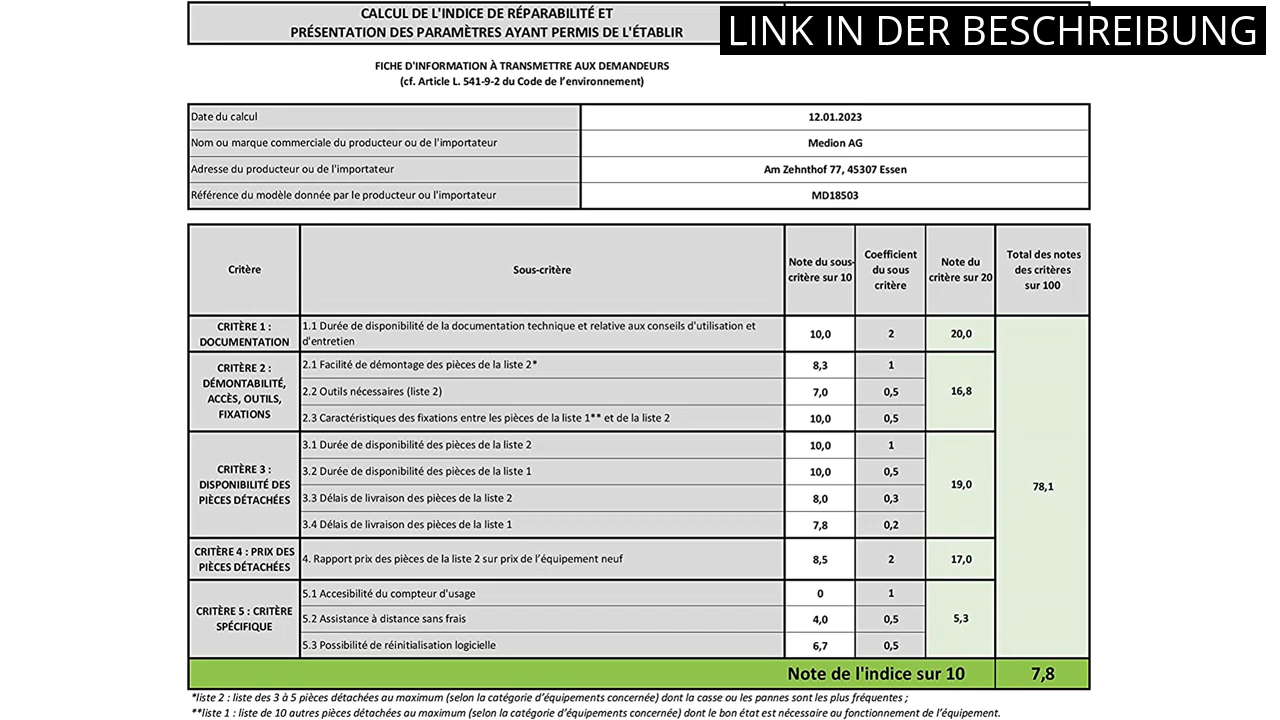 CALCUL DE L'INDICE DE RÉPARABILITÉ ET
PRÉSENTATION DES PARAMÈTRES AYANT PERMIS DE L'ÉTABLIR
LINK IN DER BESCHREIBUNG
FICHE D'INFORMATION À TRANSMETTRE AUX DEMANDEURS
(cf. Article L. 541-9-2 du Code de l’environnement)
Date du calcul 12.01.2023
Nom ou marque commerciale du producteur ou de l'importateur Medion AG
Adresse du producteur ou de l'importateur Am Zehnthof 77, 45307 Essen
Référence du modèle donnée par le producteur ou l'importateur MD18503
Critère
Sous-critère
Note du sous-
critère sur 10
Coefficient
du sous
critère
Note du
critère sur 20
Total des notes
des critères
sur 100
CRITÈRE 1 :
DOCUMENTATION
1.1 Durée de disponibilité de la documentation technique et relative aux conseils d'utilisation et
d'entretien
10,0 2 20,0
CRITÈRE 2 :
DÉMONTABILITÉ,
ACCÈS, OUTILS,
FIXATIONS
2.1 Facilité de démontage des pièces de la liste 2* 8,3 1
2.2 Outils nécessaires (liste 2) 7,0 0,5
2.3 Caractéristiques des fixations entre les pièces de la liste 1** et de la liste 2 10,0 0,5
16,8
CRITÈRE 3 :
DISPONIBILITÉ DES
PIÈCES DÉTACHÉES
3.1 Durée de disponibilité des pièces de la liste 2 10,0 1
3.2 Durée de disponibilité des pièces de la liste 1 10,0 0,5
3.3 Délais de livraison des pièces de la liste 2 8,0 0,3
3.4 Délais de livraison des pièces de la liste 1 7,8 0,2
19,0
78,1
CRITÈRE 4 : PRIX DES
PIÈCES DÉTACHÉES
4. Rapport prix des pièces de la liste 2 sur prix de l’équipement neuf 8,5 2 17,0
CRITÈRE 5 : CRITÈRE
SPÉCIFIQUE
5.1 Accesibilité du compteur d'usage 0 1
5.2 Assistance à distance sans frais 4,0 0,5
5.3 Possibilité de réinitialisation logicielle 6,7 0,5
5,3
Note de l'indice sur 10 7,8
*liste 2 : liste des 3 à 5 pièces détachées au maximum (selon la catégorie d’équipements concernée) dont la casse ou les pannes sont les plus fréquentes ;
**liste 1 : liste de 10 autres pièces détachées au maximum (selon la catégorie d’équipements concernée) dont le bon état est nécessaire au fonctionnement de l’équipement.